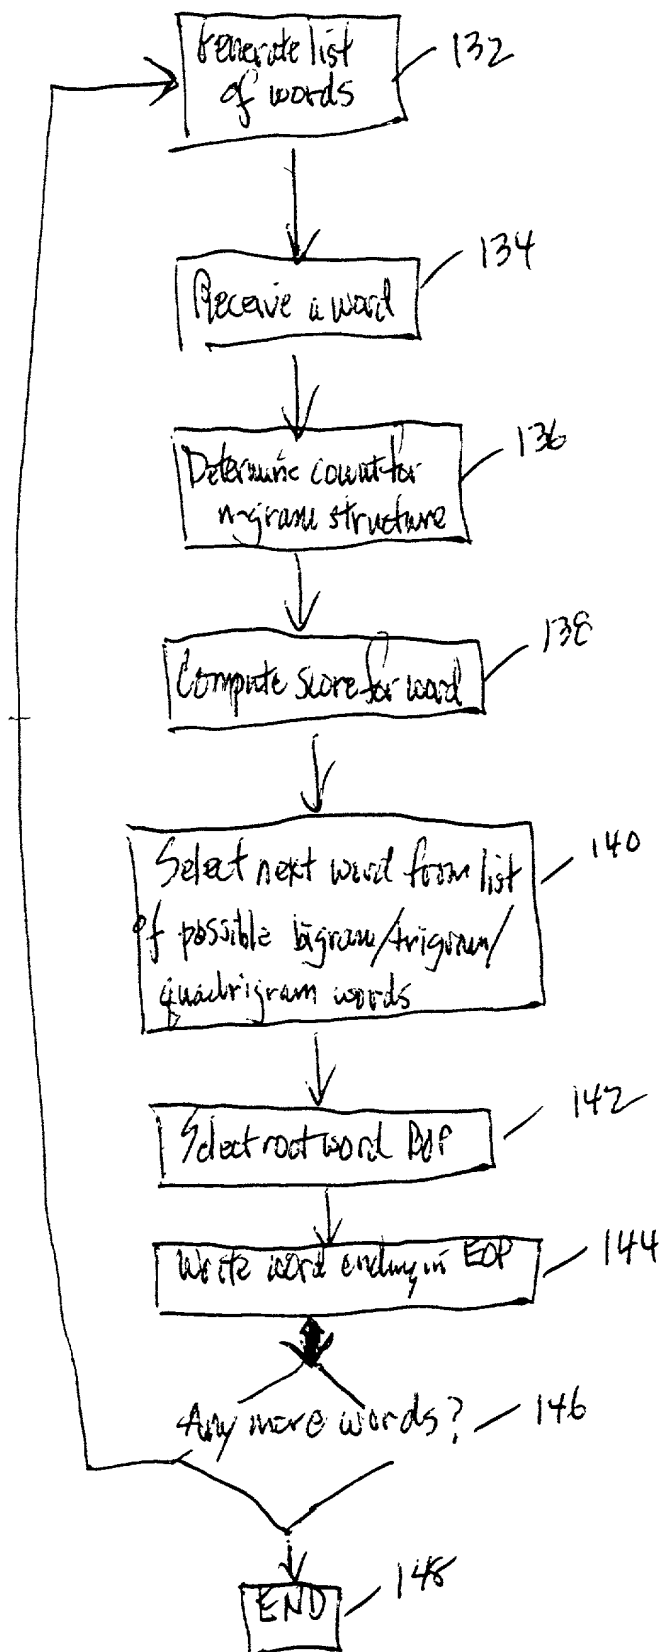 Generate list
of words
132
Receive a word
134
Determine count for
n-gram structure
136
Compute score for word
138
Select next word from list
of possible bigram/trigram/
quadrigram words
140
Select root word BOP
142
Write word ending in EOP
144
Any more words?
146
END
148